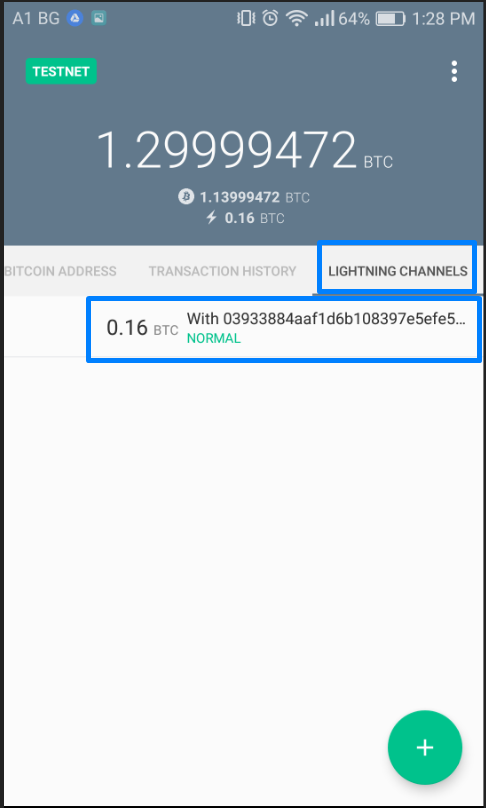 A1 BG 64% 1:28 PM
TESTNET
1.29999472 BTC
1.13999472 BTC
0.16 BTC
BITCOIN ADDRESS TRANSACTION HISTORY LIGHTNING CHANNELS
0.16 BTC With 03933884aaf1d6b108397e5efe5...
NORMAL
+